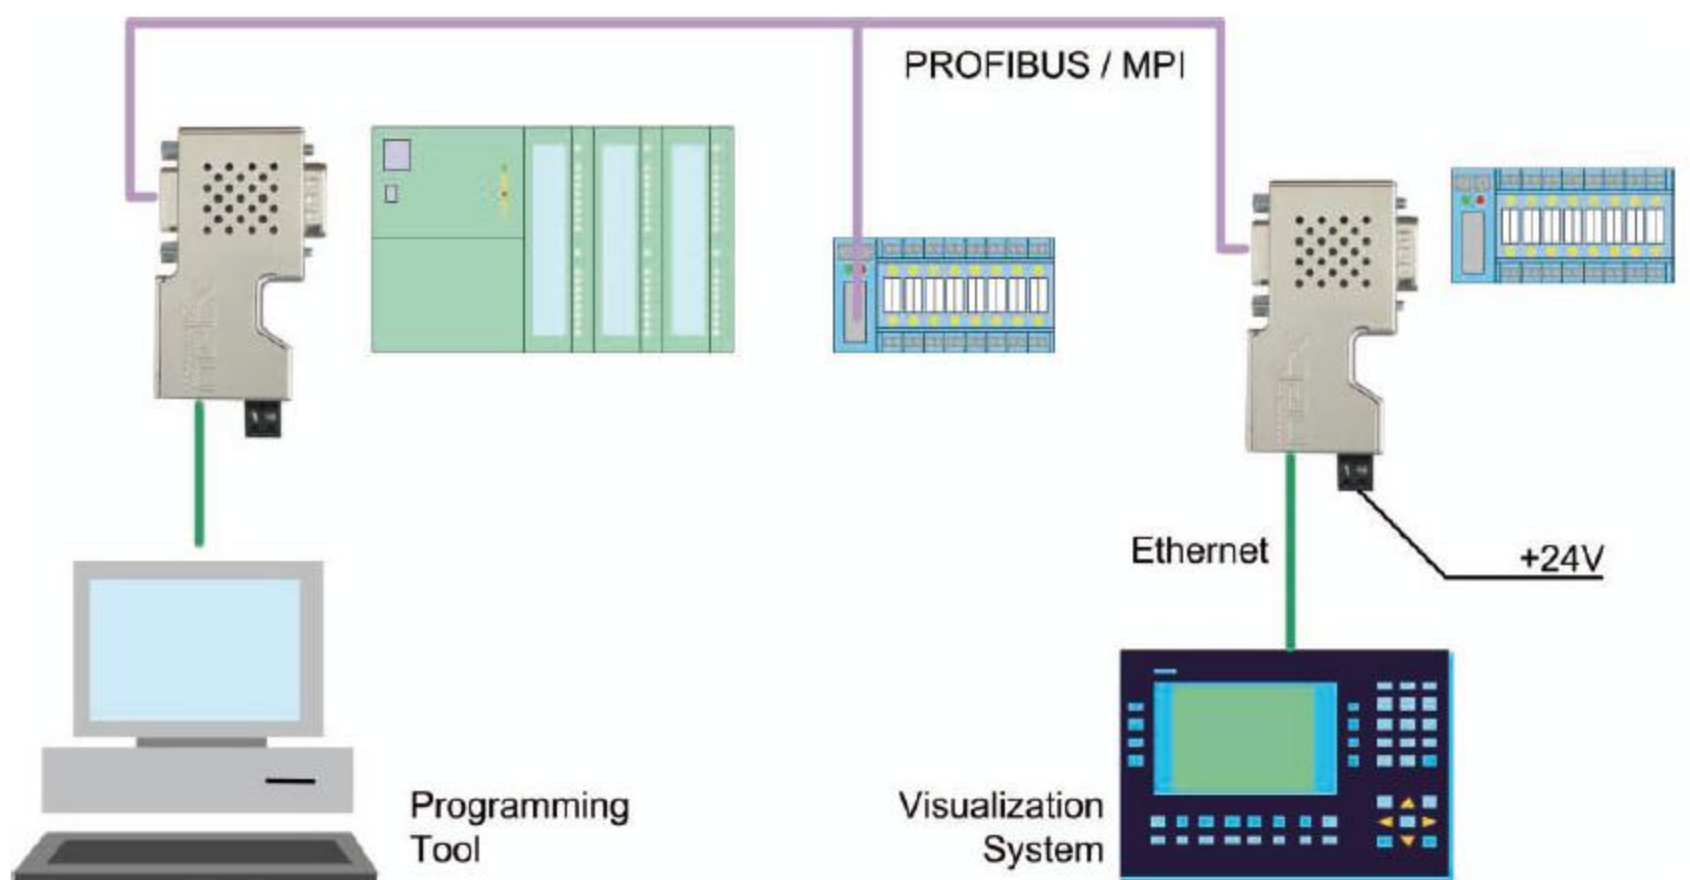 PROFIBUS / MPI
Ethernet
+24V
Programming
Tool
Visualization
System